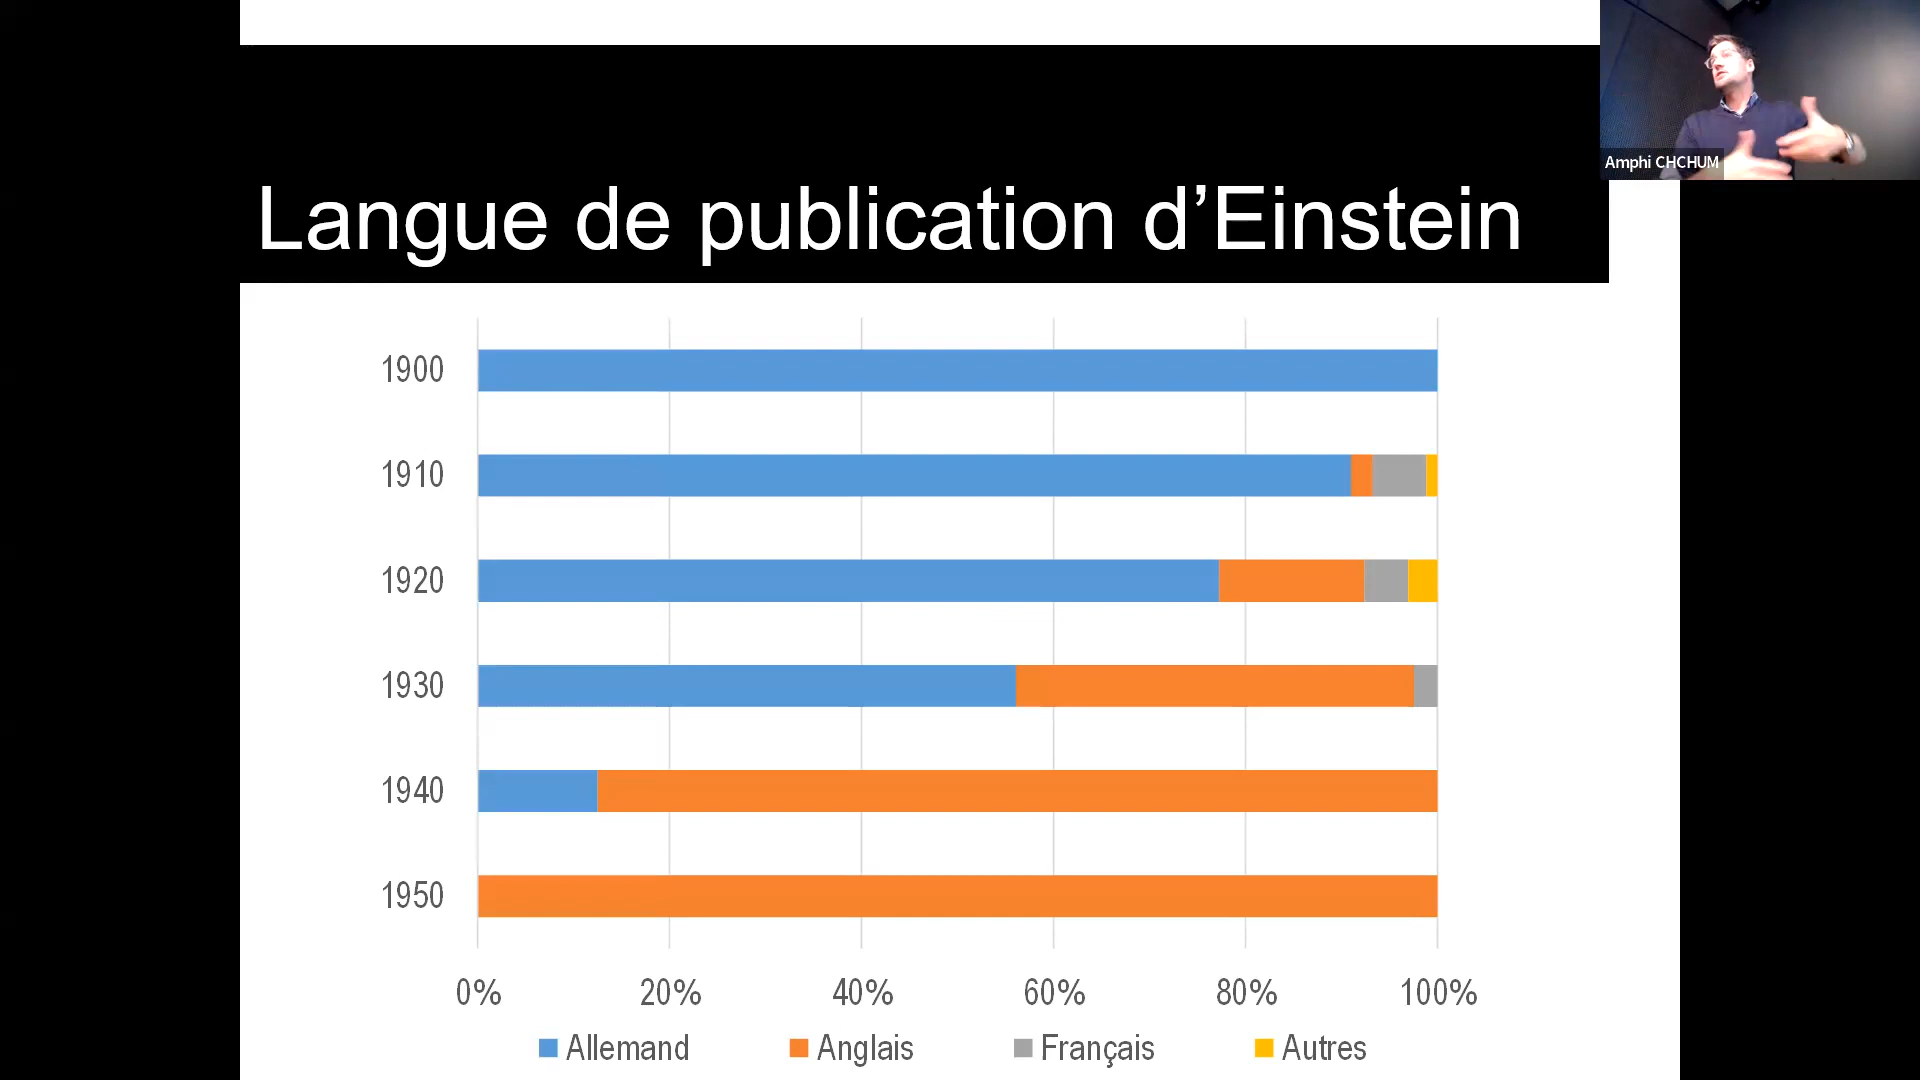 Amphi CHCHUM
Langue de publication d’Einstein
1900
1910
1920
1930
1940
1950
0% 20% 40% 60% 80% 100%
Allemand Anglais Français Autres